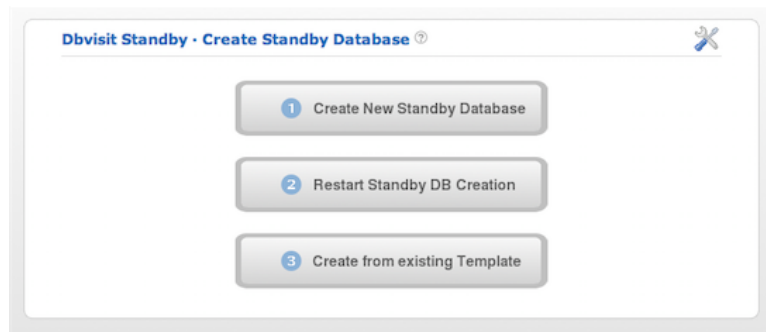 Dbvisit Standby · Create Standby Database ?
1 Create New Standby Database
2 Restart Standby DB Creation
3 Create from existing Template